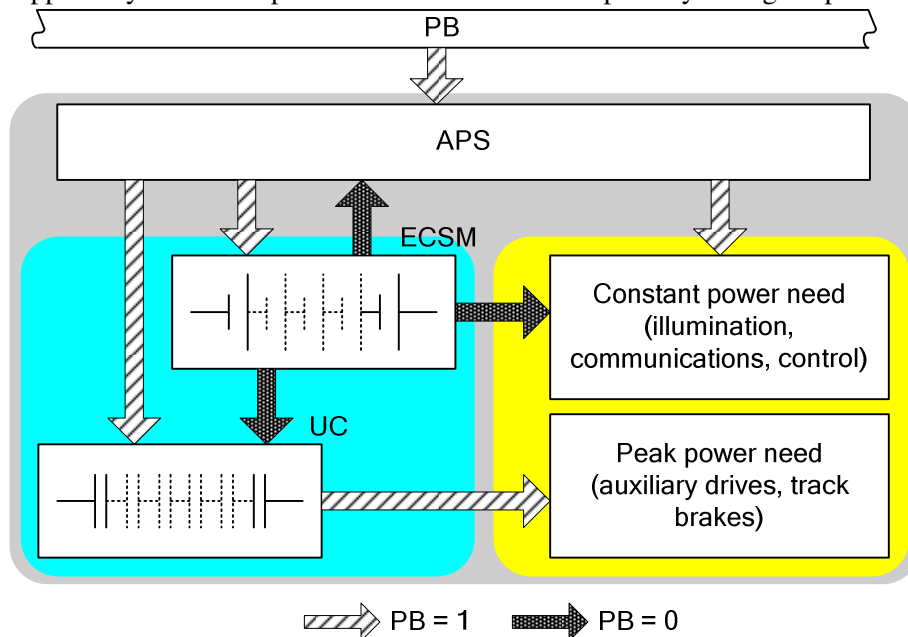 PB
APS
ECSM
Constant power need
(illumination,
communications, control)
UC
Peak power need
(auxiliary drives, track
brakes)
PB = 1
PB = 0